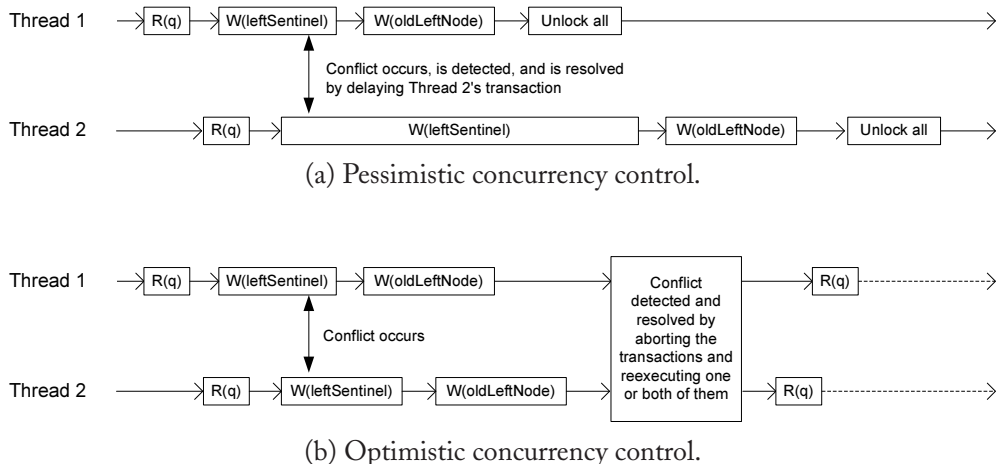 Thread 1
R(q)
W(leftSentinel)
W(oldLeftNode)
Unlock all
Conflict occurs, is detected, and is resolved
by delaying Thread 2's transaction
Thread 2
R(q)
W(leftSentinel)
W(oldLeftNode)
Unlock all
(a) Pessimistic concurrency control.
Thread 1
R(q)
W(leftSentinel)
W(oldLeftNode)
Conflict
detected and
resolved by
aborting the
transactions and
reexecuting one
or both of them
R(q)
Conflict occurs
Thread 2
R(q)
W(leftSentinel)
W(oldLeftNode)
R(q)
(b) Optimistic concurrency control.